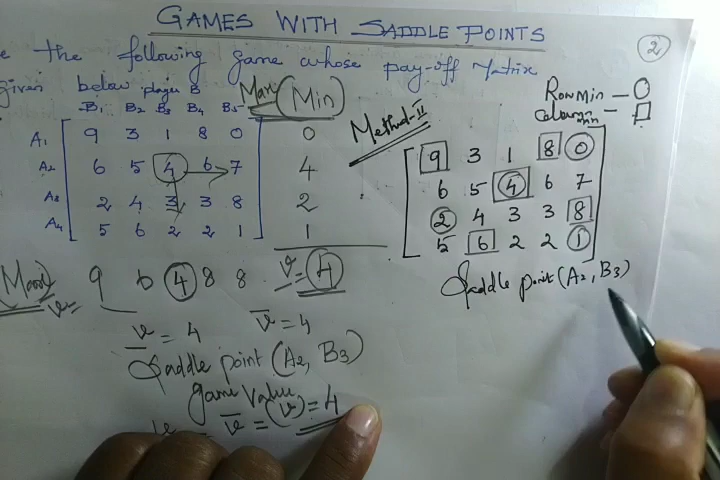 GAMES WITH SADDLE POINTS
2
the following game whose pay-off Matrix
given below player B
Max (Min)
B1 B2 B3 B4 B5
A1 9 3 1 8 0 0
A2 6 5 4 6 7 4
A3 2 4 3 3 8 2
A4 5 6 2 2 1 1
9 6 4 8 8 v = 4
v = 4 v̅ = 4
Saddle point (A2, B3)
game value
v̅ = (v) = 4
Row min — O
Column — □
Method-II
9 3 1 8 0
6 5 4 6 7
2 4 3 3 8
5 6 2 2 1
Saddle point (A2, B3)